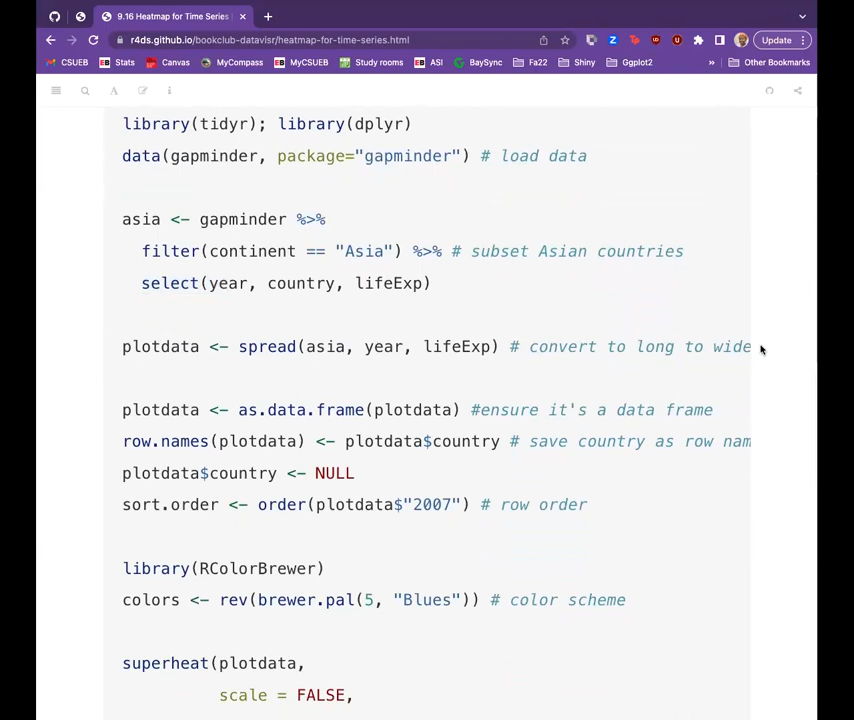 9.16 Heatmap for Time Series
r4ds.github.io/bookclub-datavisr/heatmap-for-time-series.html
Update
CSUEB Stats Canvas MyCompass MyCSUEB Study rooms ASI BaySync Fa22 Shiny Ggplot2 » Other Bookmarks
library(tidyr); library(dplyr)
data(gapminder, package="gapminder") # load data
asia <- gapminder %>%
filter(continent == "Asia") %>% # subset Asian countries
select(year, country, lifeExp)
plotdata <- spread(asia, year, lifeExp) # convert to long to wide
plotdata <- as.data.frame(plotdata) #ensure it's a data frame
row.names(plotdata) <- plotdata$country # save country as row nam
plotdata$country <- NULL
sort.order <- order(plotdata$"2007") # row order
library(RColorBrewer)
colors <- rev(brewer.pal(5, "Blues")) # color scheme
superheat(plotdata,
scale = FALSE,